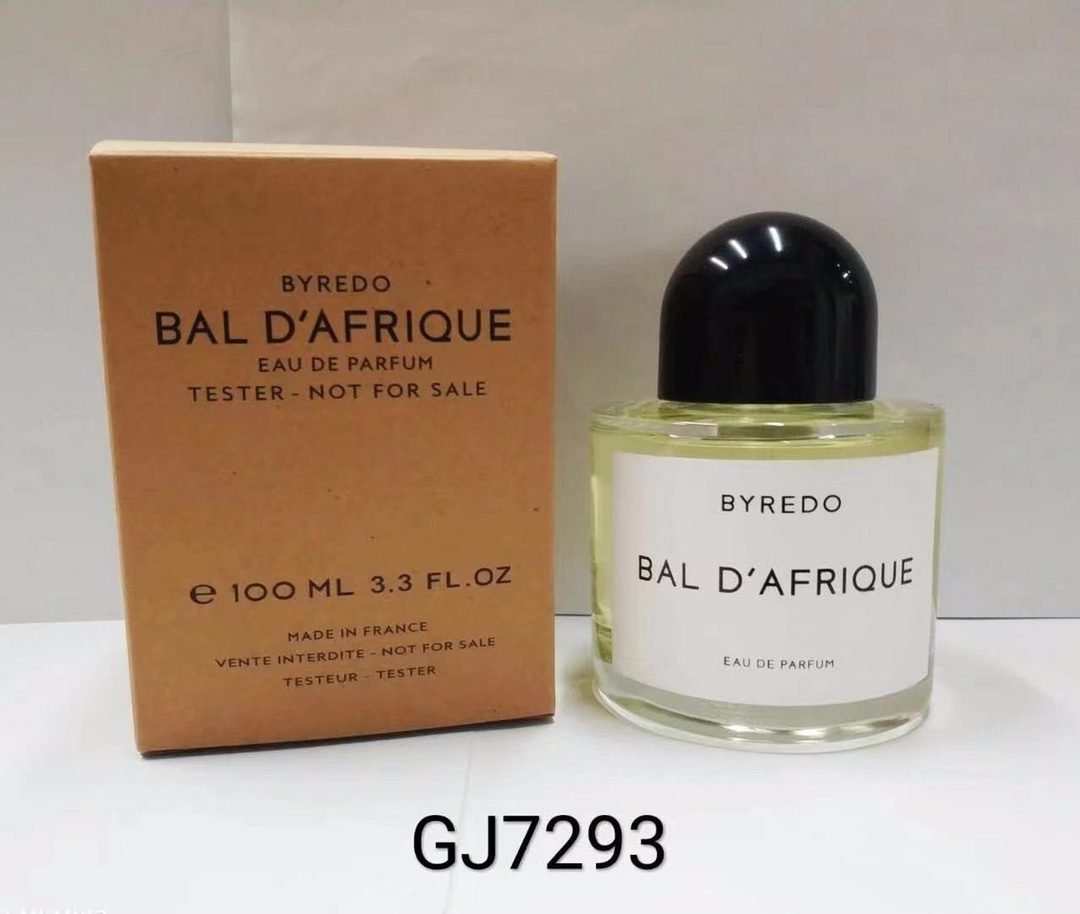 BYREDO
BAL D'AFRIQUE
EAU DE PARFUM
TESTER - NOT FOR SALE
e 100 ML 3.3 FL.OZ
MADE IN FRANCE
VENTE INTERDITE - NOT FOR SALE
TESTEUR - TESTER
BYREDO
BAL D'AFRIQUE
EAU DE PARFUM
GJ7293